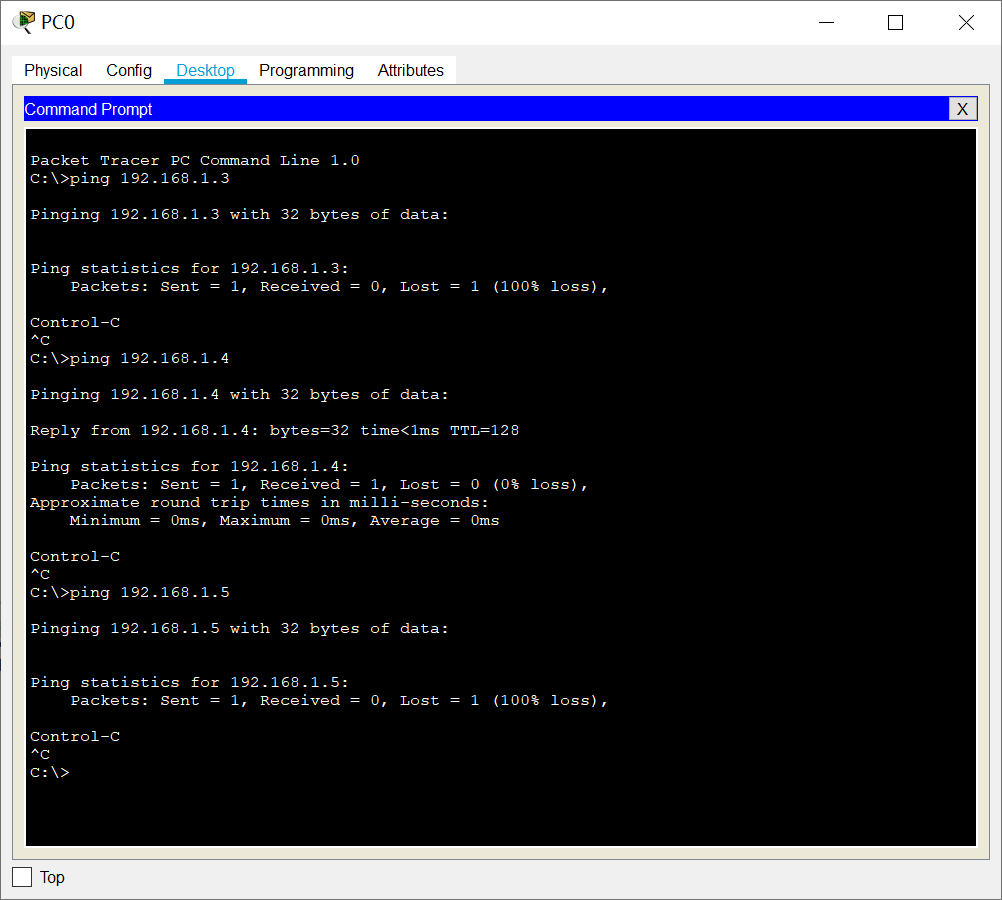 PC0
Physical Config Desktop Programming Attributes
Command Prompt X
Packet Tracer PC Command Line 1.0
C:\>ping 192.168.1.3
Pinging 192.168.1.3 with 32 bytes of data:
Ping statistics for 192.168.1.3:
Packets: Sent = 1, Received = 0, Lost = 1 (100% loss),
Control-C
^C
C:\>ping 192.168.1.4
Pinging 192.168.1.4 with 32 bytes of data:
Reply from 192.168.1.4: bytes=32 time<1ms TTL=128
Ping statistics for 192.168.1.4:
Packets: Sent = 1, Received = 1, Lost = 0 (0% loss),
Approximate round trip times in milli-seconds:
Minimum = 0ms, Maximum = 0ms, Average = 0ms
Control-C
^C
C:\>ping 192.168.1.5
Pinging 192.168.1.5 with 32 bytes of data:
Ping statistics for 192.168.1.5:
Packets: Sent = 1, Received = 0, Lost = 1 (100% loss),
Control-C
^C
C:\>
Top